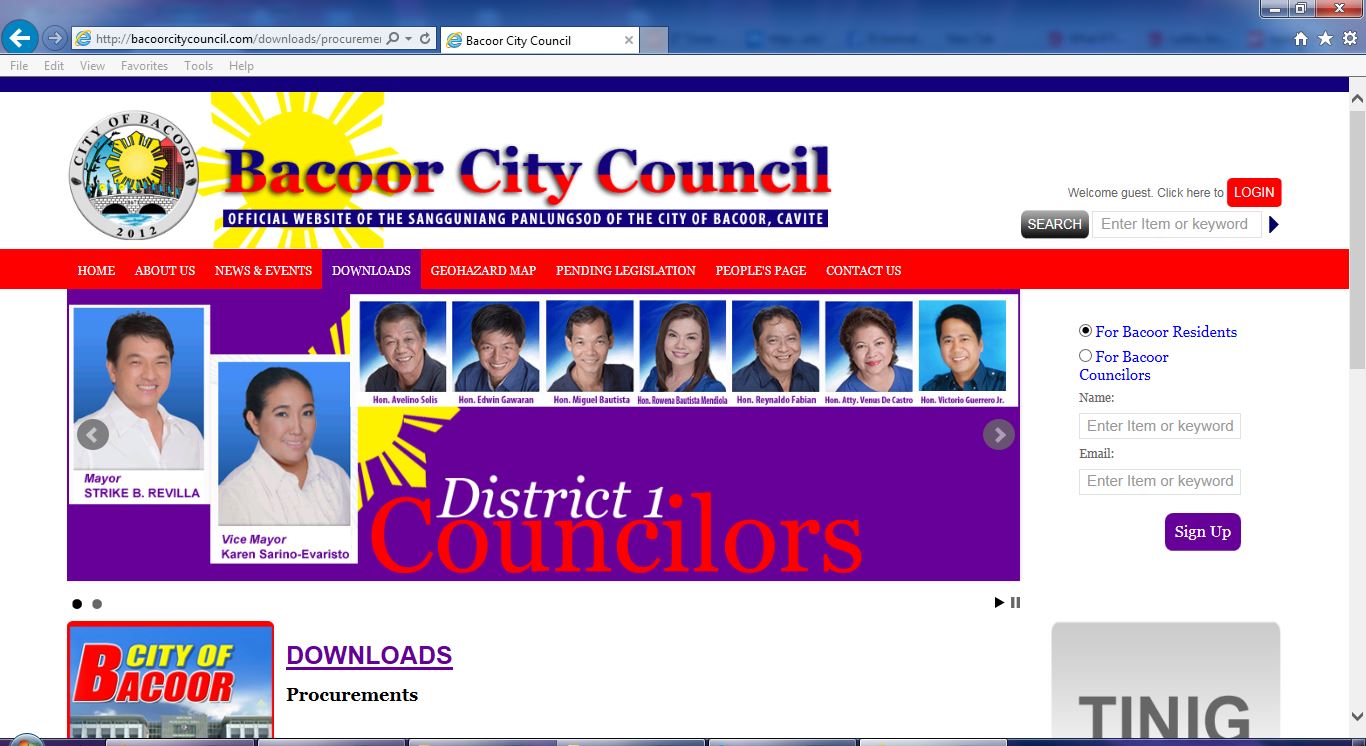 http://bacoorcitycouncil.com/downloads/procuremen
Bacoor City Council
File Edit View Favorites Tools Help
CITY OF BACOOR
2012
Bacoor City Council
OFFICIAL WEBSITE OF THE SANGGUNIANG PANLUNGSOD OF THE CITY OF BACOOR, CAVITE
Welcome guest. Click here to LOGIN
SEARCH Enter Item or keyword
HOME ABOUT US NEWS & EVENTS DOWNLOADS GEOHAZARD MAP PENDING LEGISLATION PEOPLE'S PAGE CONTACT US
Hon. Avelino Solis Hon. Edwin Gawaran Hon. Miguel Bautista Hon. Rowena Bautista Mendiola Hon. Reynaldo Fabian Hon. Atty. Venus De Castro Hon. Victorio Guerrero Jr.
Mayor
STRIKE B. REVILLA
Vice Mayor
Karen Sarino-Evaristo
District 1
Councilors
For Bacoor Residents
For Bacoor
Councilors
Name:
Enter Item or keyword
Email:
Enter Item or keyword
Sign Up
CITY OF
BACOOR
DOWNLOADS
Procurements
TINIG